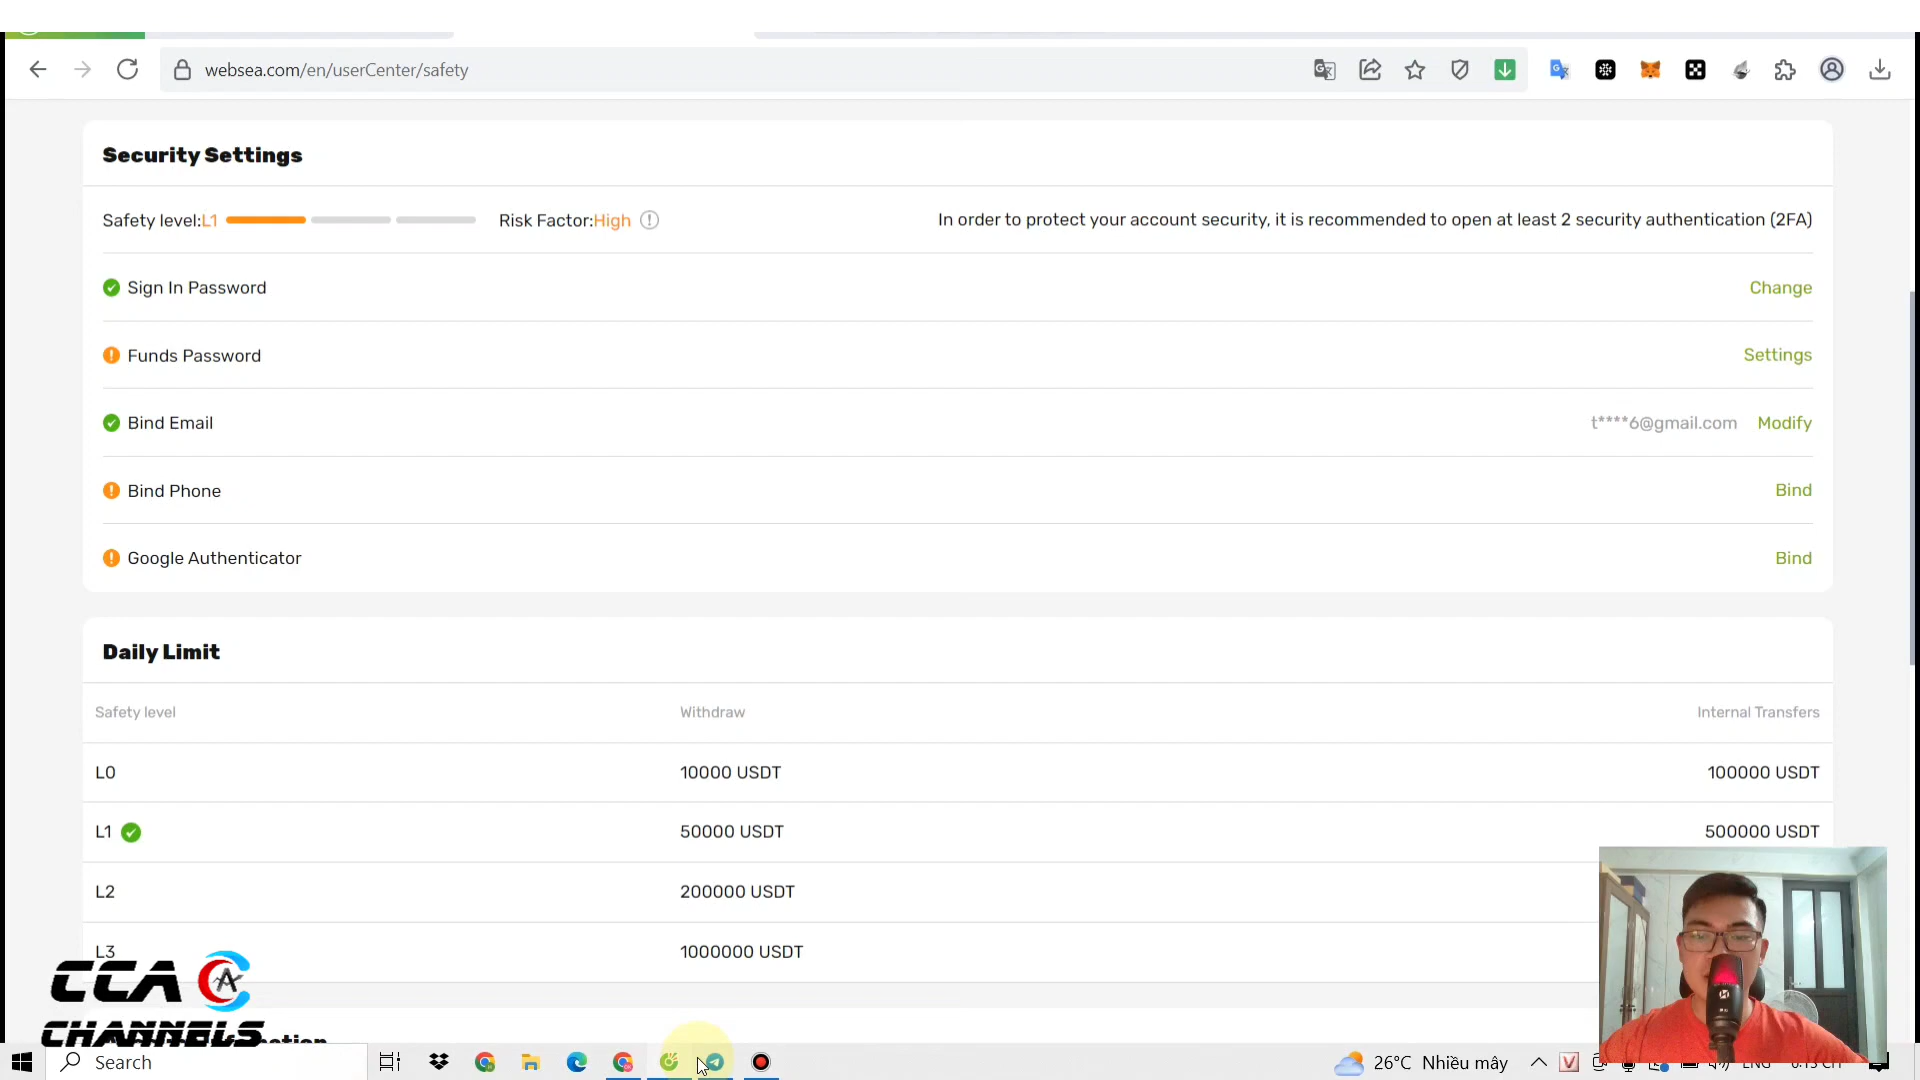 websea.com/en/userCenter/safety
Security Settings
Safety level:L1 Risk Factor:High In order to protect your account security, it is recommended to open at least 2 security authentication (2FA)
Sign In Password Change
Funds Password Settings
Bind Email t****6@gmail.com Modify
Bind Phone Bind
Google Authenticator Bind
Daily Limit
Safety level Withdraw Internal Transfers
L0 10000 USDT 100000 USDT
L1 50000 USDT 500000 USDT
L2 200000 USDT
L3 1000000 USDT
CCA
CHANNELS
Search 26°C Nhiều mây